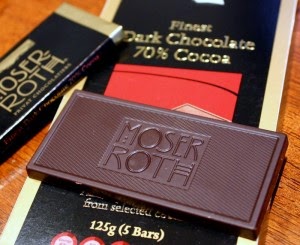 Finest
Dark Chocolate
70% Cocoa
MOSER
ROTH
MOSER
ROTH
from selected
125g (5 Bars)